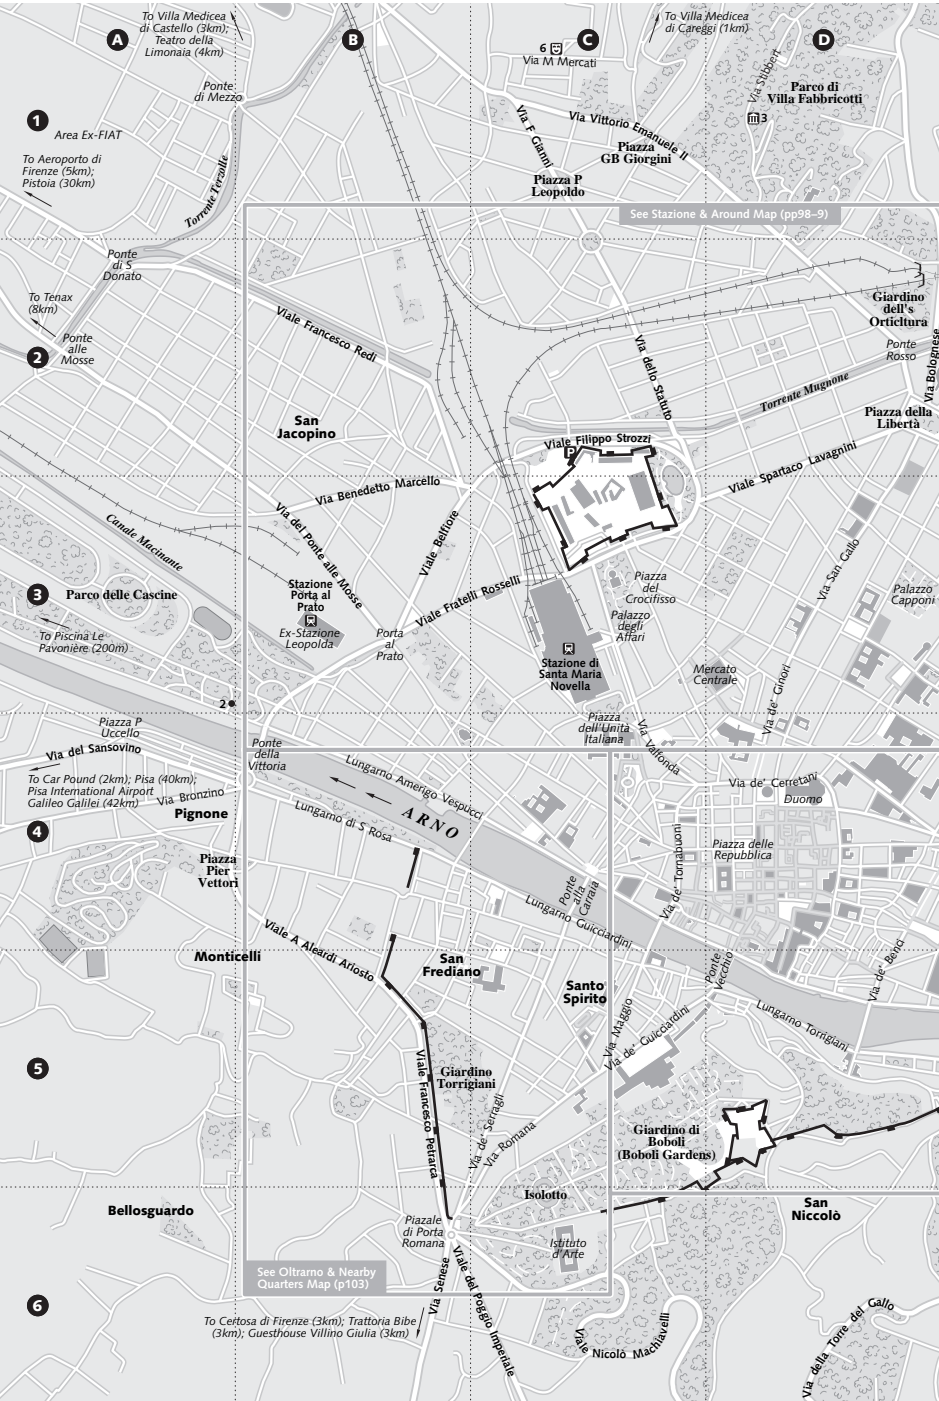 To Villa Medicea
di Castello (3km);
Teatro della
Limonaia (4km)
A
B
C
D
To Villa Medicea
di Careggi (1km)
6
Via M Mercati
Via Stibbert
Parco di
Villa Fabbricotti
3
Ponte
di Mezzo
1
Area Ex-FIAT
To Aeroporto di
Firenze (5km);
Pistoia (30km)
Torrente Terzolle
Via F Gianni
Via Vittorio Emanuele II
Piazza
GB Giorgini
Piazza P
Leopoldo
See Stazione & Around Map (pp98–9)
Ponte
di S
Donato
To Tenax
(8km)
Ponte
alle
Mosse
2
Viale Francesco Redi
Via dello Statuto
Giardino
dell's
Orticltura
Ponte
Rosso
Via Bolognese
Torrente Mugnone
Piazza della
Libertà
San
Jacopino
Viale Filippo Strozzi
P
Viale Spartaco Lavagnini
Via Benedetto Marcello
Via del Ponte alle Mosse
Viale Belfiore
Canale Macinante
Via San Gallo
3
Parco delle Cascine
Stazione
Porta al
Prato
Ex-Stazione
Leopolda
Viale Fratelli Rosselli
Piazza
del
Crocifisso
Palazzo
Capponi
Palazzo
degli
Affari
To Piscina Le
Pavonière (200m)
Porta
al
Prato
Stazione di
Santa Maria
Novella
Mercato
Centrale
Via de' Ginori
2
Piazza P
Uccello
Via del Sansovino
Piazza
dell'Unità
Italiana
Via Valfonda
Ponte
della
Vittoria
To Car Pound (2km); Pisa (40km);
Pisa International Airport
Galileo Galilei (42km)
Via Bronzino
Pignone
Lungarno Amerigo Vespucci
ARNO
Lungarno di S Rosa
Via de' Cerretani
Duomo
4
Piazza
Pier
Vettori
Piazza delle
Repubblica
Via de' Tornabuoni
Ponte
alla
Carraia
Lungarno Guicciardini
Viale A Aleardi Ariosto
Monticelli
San
Frediano
Santo
Spirito
Ponte
Vecchio
Via de' Benci
Lungarno Torrigiani
Via Maggio
Via de' Guicciardini
5
Viale Francesco Petrarca
Giardino
Torrigiani
Via de' Serragli
Via Romana
Giardino di
Boboli
(Boboli Gardens)
Isolotto
San
Niccolò
Bellosguardo
Piazale
di Porta
Romana
Istituto
d'Arte
See Oltrarno & Nearby
Quarters Map (p103)
6
Via Senese
Viale del Poggio Imperiale
To Certosa di Firenze (3km); Trattoria Bibe
(3km); Guesthouse Villino Giulia (3km)
Viale Nicolò Machiavelli
Via della Torre del Gallo